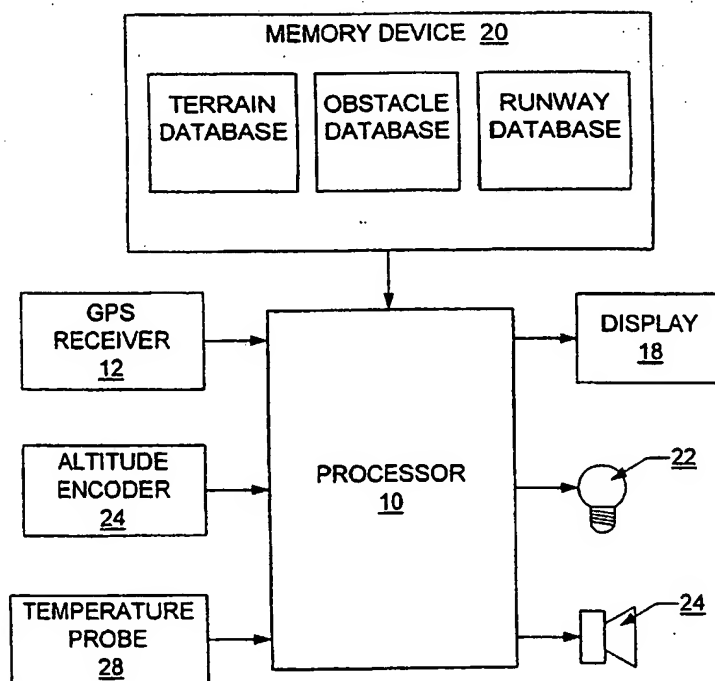 MEMORY DEVICE 20
TERRAIN
DATABASE
OBSTACLE
DATABASE
RUNWAY
DATABASE
GPS
RECEIVER
12
DISPLAY
18
ALTITUDE
ENCODER
24
PROCESSOR
10
22
TEMPERATURE
PROBE
28
24